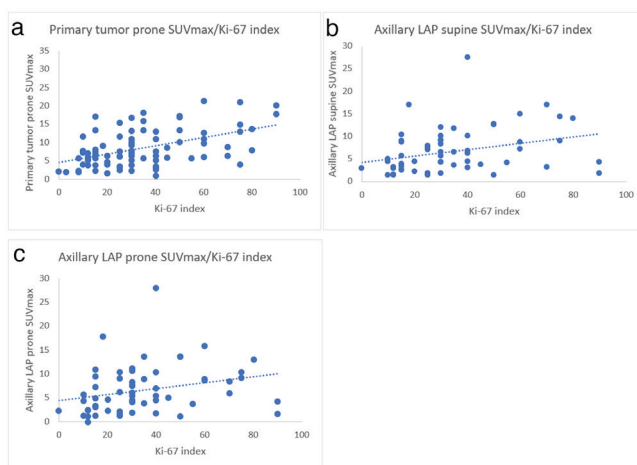 a
Primary tumor prone SUVmax/Ki-67 index
Primary tumor prone SUVmax
25
20
15
10
5
0
0 20 40 60 80 100
Ki-67 index
b
Axillary LAP supine SUVmax/Ki-67 index
Axillary LAP supine SUVmax
30
25
20
15
10
5
0
0 20 40 60 80 100
Ki-67 index
c
Axillary LAP prone SUVmax/Ki-67 index
Axillary LAP prone SUVmax
30
25
20
15
10
5
0
0 20 40 60 80 100
Ki-67 index